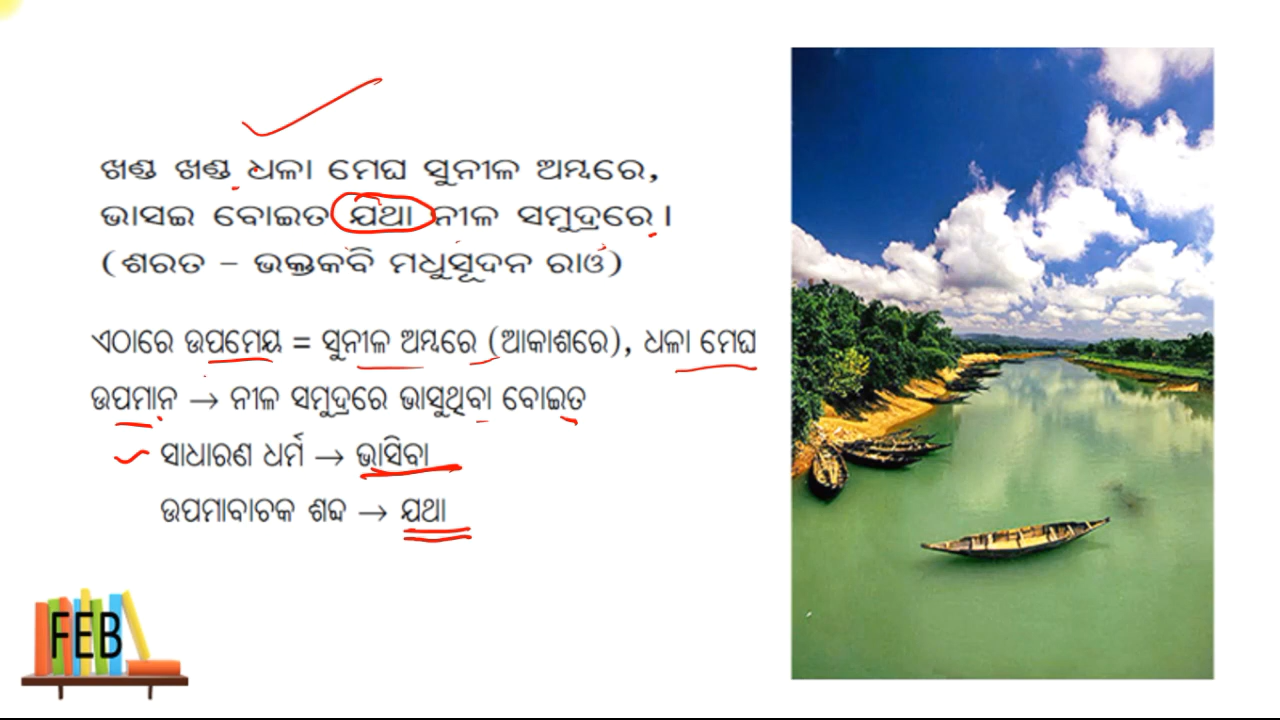 ଖଣ୍ଡ ଖଣ୍ଡ ଧଳା ମେଘ ସୁନୀଳ ଅମ୍ବରେ,
ଭାସଇ ବୋଇତ ଯଥା ନୀଳ ସମୁଦ୍ରରେ।
(ଶରତ – ଭକ୍ତକବି ମଧୁସୂଦନ ରାଓ)
ଏଠାରେ ଉପମେୟ = ସୁନୀଳ ଅମ୍ବରେ (ଆକାଶରେ), ଧଳା ମେଘ
ଉପମାନ → ନୀଳ ସମୁଦ୍ରରେ ଭାସୁଥିବା ବୋଇତ
ସାଧାରଣ ଧର୍ମ → ଭାସିବା
ଉପମାବାଚକ ଶବ୍ଦ → ଯଥା
FEB